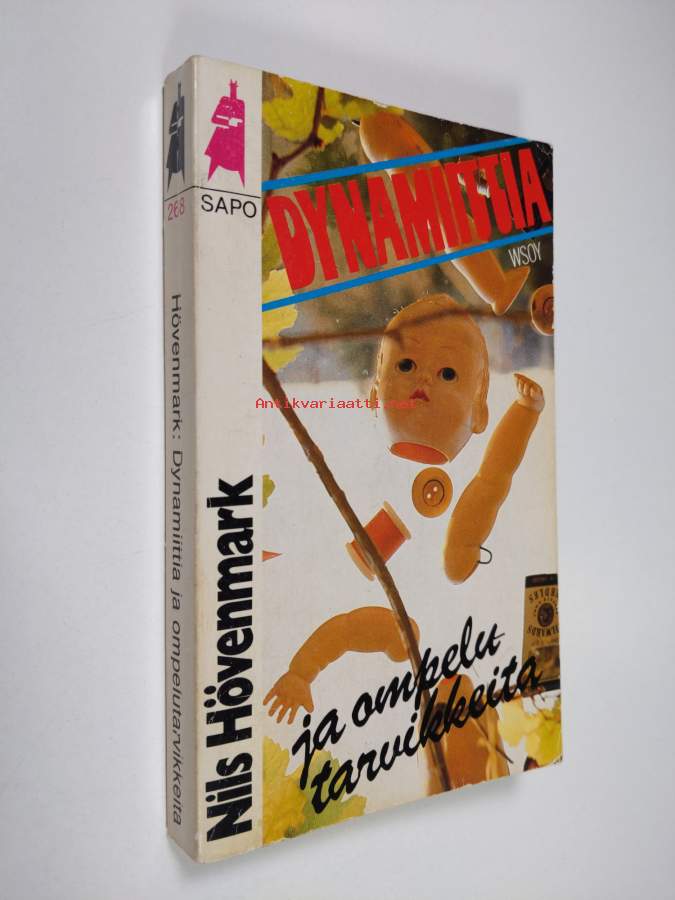 268
Hövenmark: Dynamiittia ja ompelutarvikkeita
SAPO
Nils Hövenmark
DYNAMIITTIA
WSOY
Antikvariaatti.net
ja ompelu-
tarvikkeita